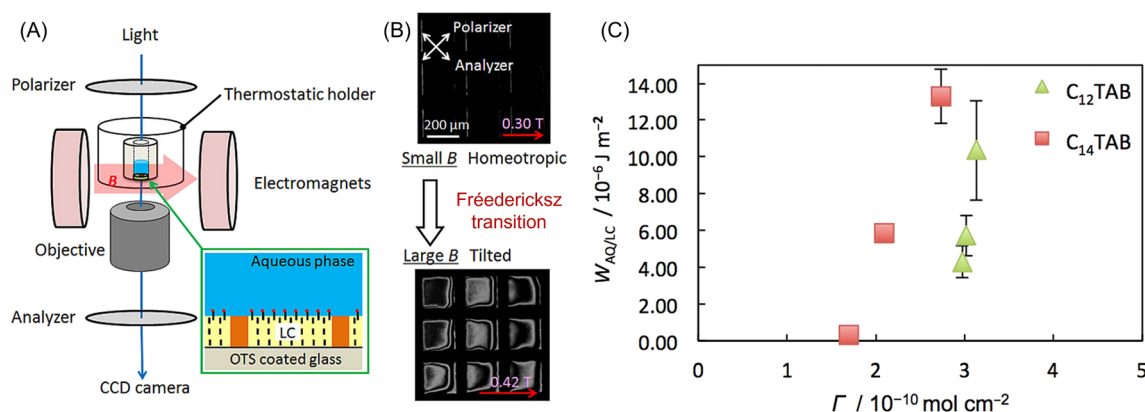 (A)
Light
Polarizer
Thermostatic holder
B
Electromagnets
Objective
Aqueous phase
LC
OTS coated glass
Analyzer
CCD camera
(B)
Polarizer
Analyzer
200 μm
0.30 T
Small B Homeotropic
Fréedericksz
transition
Large B Tilted
0.42 T
(C)
14.00
12.00
10.00
8.00
6.00
4.00
2.00
0.00
W_AQ/LC / 10⁻⁶ J m⁻²
C₁₂TAB
C₁₄TAB
0 1 2 3 4 5
Γ / 10⁻¹⁰ mol cm⁻²